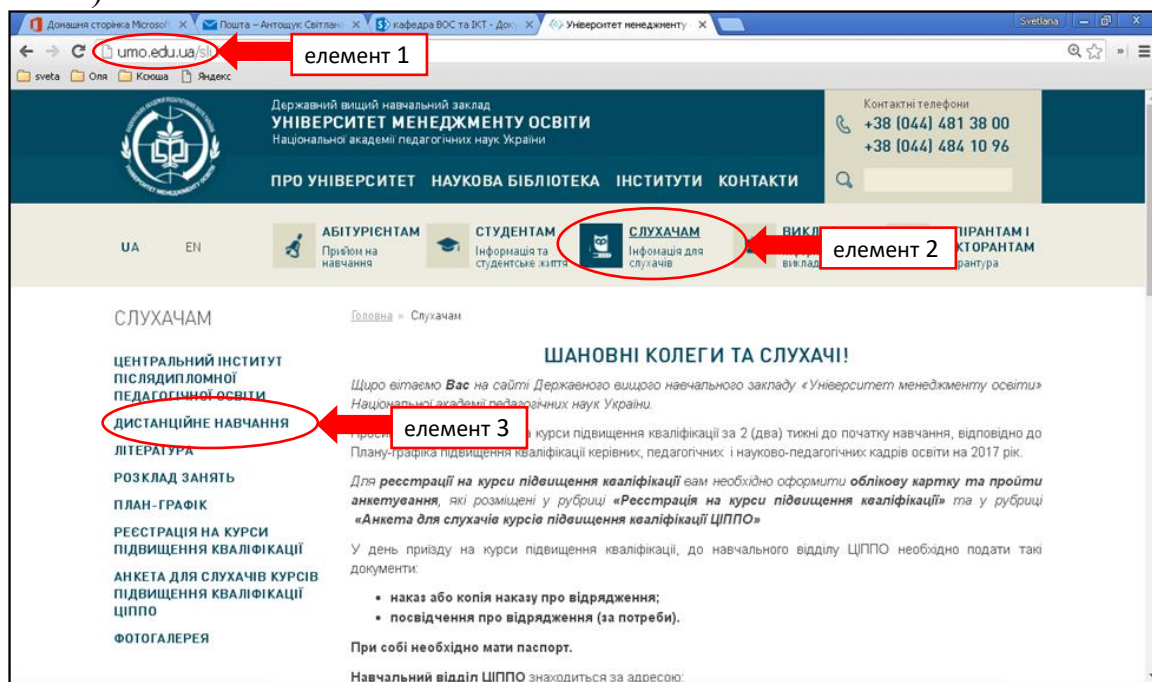 Домашня сторінка Microsoft
Пошта – Антощук Світлана
кафедра ВОС та ІКТ - Док
Університет менеджменту
Svetlana
umo.edu.ua/sl
елемент 1
sveta Оля Ксюша Яндекс
Державний вищий навчальний заклад
УНІВЕРСИТЕТ МЕНЕДЖМЕНТУ ОСВІТИ
Національної академії педагогічних наук України
Контактні телефони
+38 (044) 481 38 00
+38 (044) 484 10 96
ПРО УНІВЕРСИТЕТ НАУКОВА БІБЛІОТЕКА ІНСТИТУТИ КОНТАКТИ
UA EN
АБІТУРІЄНТАМ
Прийом на
навчання
СТУДЕНТАМ
Інформація та
студентське життя
СЛУХАЧАМ
Інфомація для
слухачів
ВИКЛ
виклад
елемент 2
ПІРАНТАМ І
КТОРАНТАМ
рантура
СЛУХАЧАМ
Головна » Слухачам
ЦЕНТРАЛЬНИЙ ІНСТИТУТ
ПІСЛЯДИПЛОМНОЇ
ПЕДАГОГІЧНОЇ ОСВІТИ
ДИСТАНЦІЙНЕ НАВЧАННЯ
елемент 3
ЛІТЕРАТУРА
РОЗКЛАД ЗАНЯТЬ
ПЛАН-ГРАФІК
РЕЄСТРАЦІЯ НА КУРСИ
ПІДВИЩЕННЯ КВАЛІФІКАЦІЇ
АНКЕТА ДЛЯ СЛУХАЧІВ КУРСІВ
ПІДВИЩЕННЯ КВАЛІФІКАЦІЇ
ЦІППО
ФОТОГАЛЕРЕЯ
ШАНОВНІ КОЛЕГИ ТА СЛУХАЧІ!
Щиро вітаємо Вас на сайті Державного вищого навчального закладу «Університет менеджменту освіти»
Національної академії педагогічних наук України.
курси підвищення кваліфікації за 2 (два) тижні до початку навчання, відповідно до
Плану-графіка підвищення кваліфікації керівних, педагогічних і науково-педагогічних кадрів освіти на 2017 рік.
Для реєстрації на курси підвищення кваліфікації вам необхідно оформити облікову картку та пройти
анкетування, які розміщені у рубриці «Реєстрація на курси підвищення кваліфікації» та у рубриці
«Анкета для слухачів курсів підвищення кваліфікації ЦІППО»
У день приїзду на курси підвищення кваліфікації, до навчального відділу ЦІППО необхідно подати такі
документи:
• наказ або копія наказу про відрядження;
• посвідчення про відрядження (за потреби).
При собі необхідно мати паспорт.
Навчальний відділ ЦІППО знаходиться за адресою: